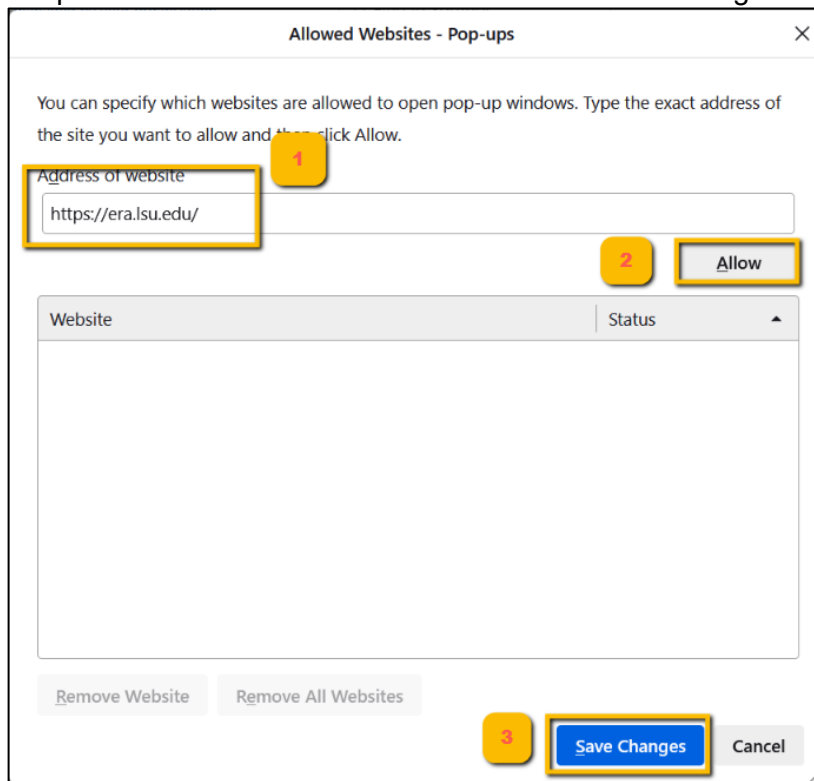 Allowed Websites - Pop-ups
You can specify which websites are allowed to open pop-up windows. Type the exact address of
the site you want to allow and then click Allow.
1
Address of website
https://era.lsu.edu/
2
Allow
Website Status
Remove Website Remove All Websites
3
Save Changes Cancel